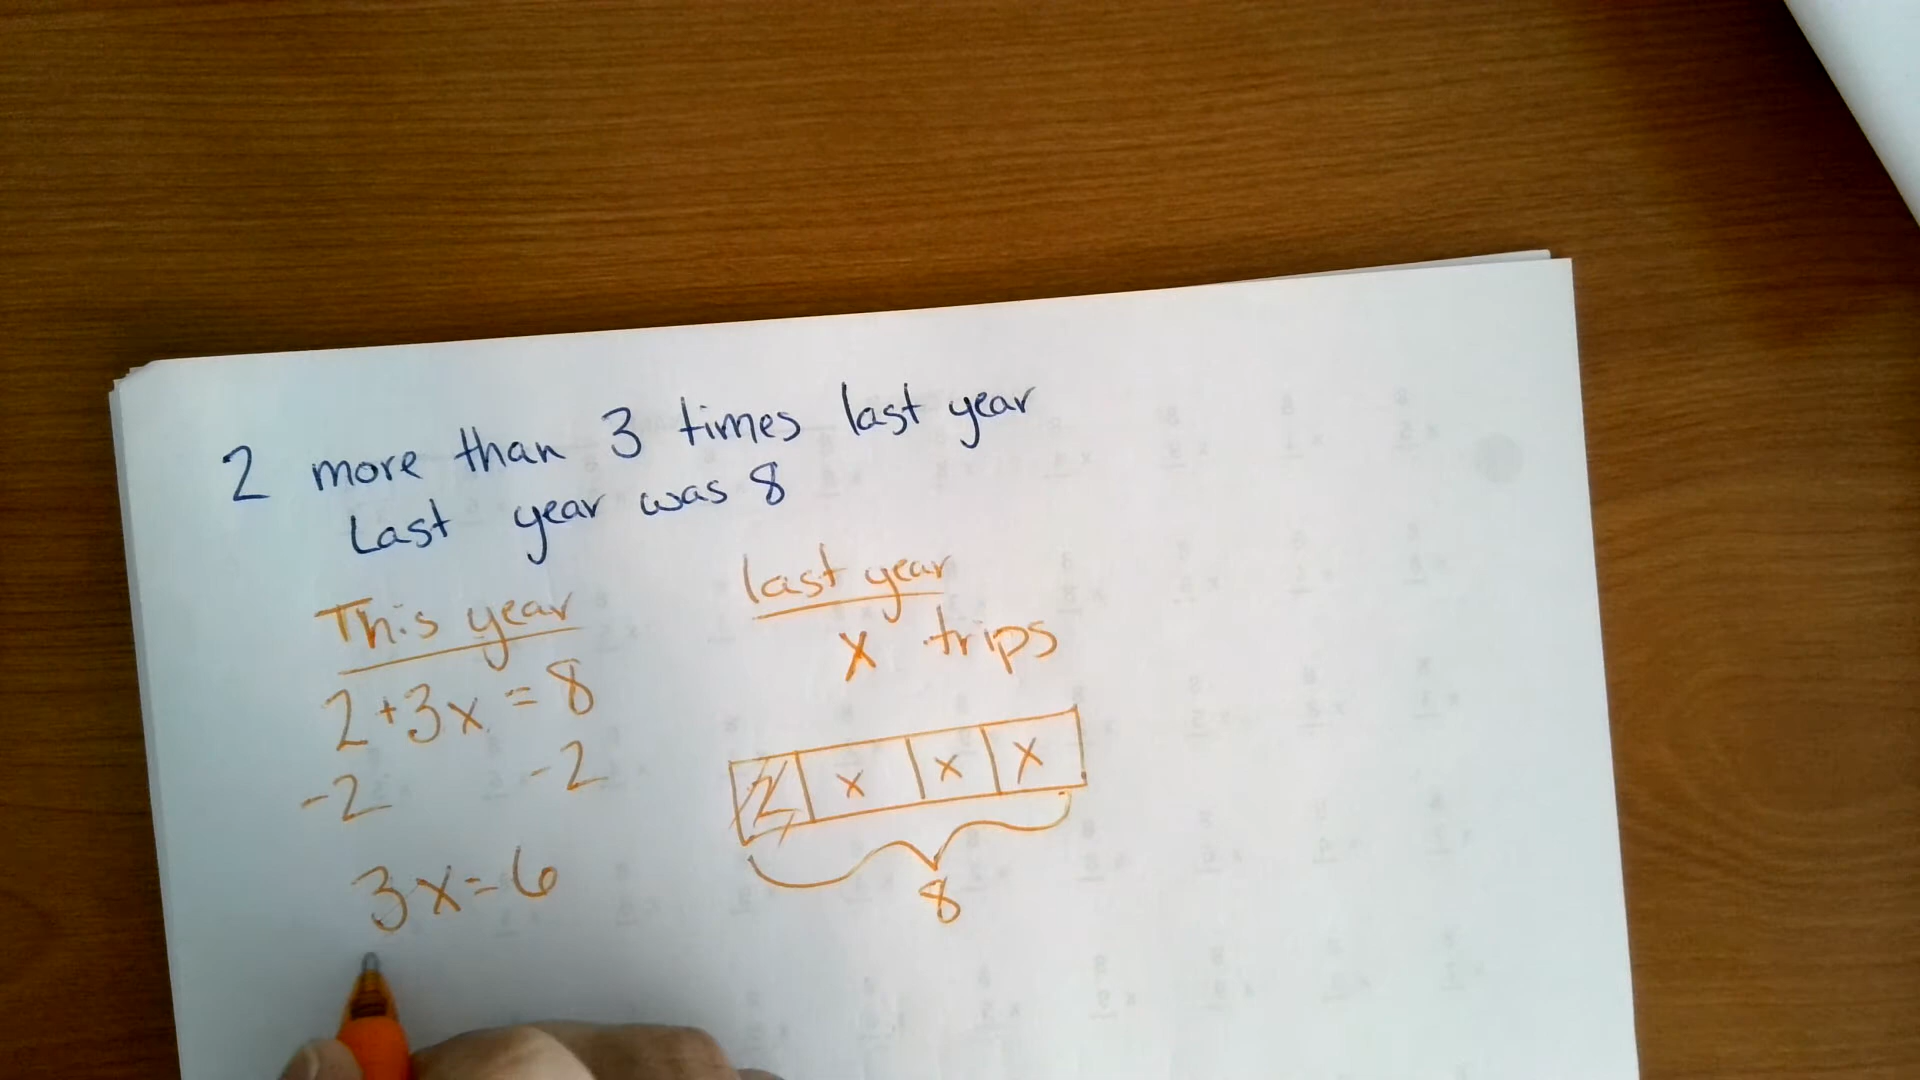 2 more than 3 times last year
Last year was 8
This year
2+3x = 8
-2 -2
3x=6
last year
x trips
2 x x x
8